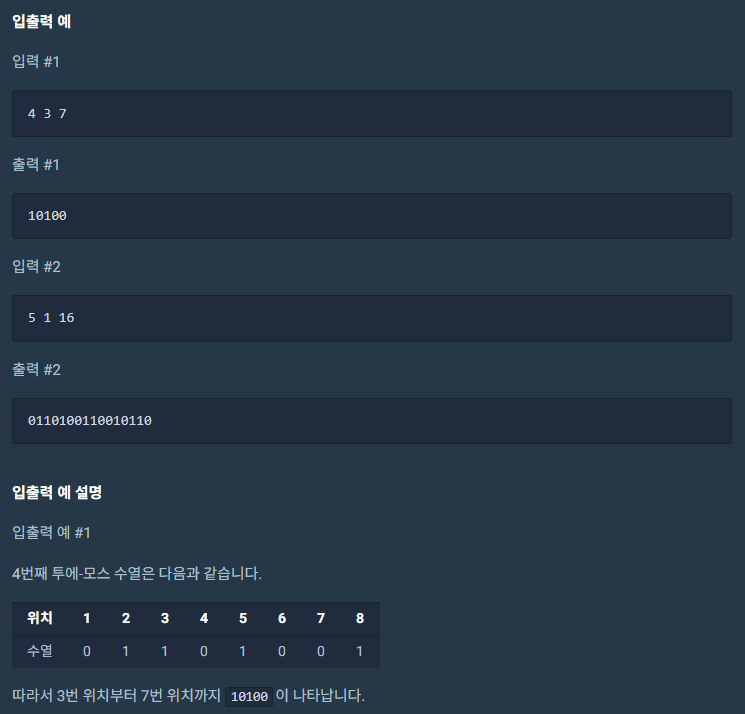 입출력 예
입력 #1
4 3 7
출력 #1
10100
입력 #2
5 1 16
출력 #2
0110100110010110
입출력 예 설명
입출력 예 #1
4번째 투에-모스 수열은 다음과 같습니다.
위치 1 2 3 4 5 6 7 8
수열 0 1 1 0 1 0 0 1
따라서 3번 위치부터 7번 위치까지 10100 이 나타납니다.